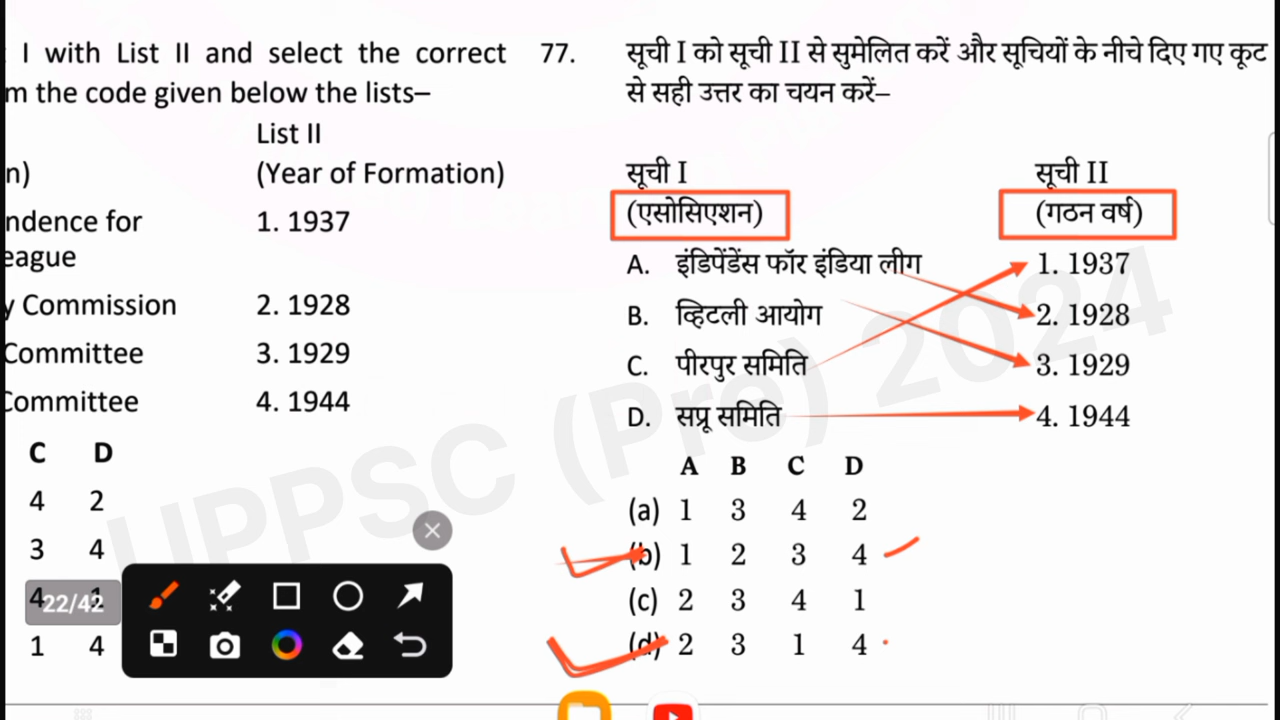 I with List II and select the correct
m the code given below the lists–
List II
n) (Year of Formation)
ndence for 1. 1937
eague
y Commission 2. 1928
Committee 3. 1929
Committee 4. 1944
C D
4 2
3 4
4 1
22/42
1 4
77. सूची I को सूची II से सुमेलित करें और सूचियों के नीचे दिए गए कूट
से सही उत्तर का चयन करें–
सूची I सूची II
(एसोसिएशन) (गठन वर्ष)
A. इंडिपेंडेंस फॉर इंडिया लीग 1. 1937
B. व्हिटली आयोग 2. 1928
C. पीरपुर समिति 3. 1929
D. सप्रू समिति 4. 1944
A B C D
(a) 1 3 4 2
(b) 1 2 3 4
(c) 2 3 4 1
(d) 2 3 1 4
UPPSC (Pre) 2024